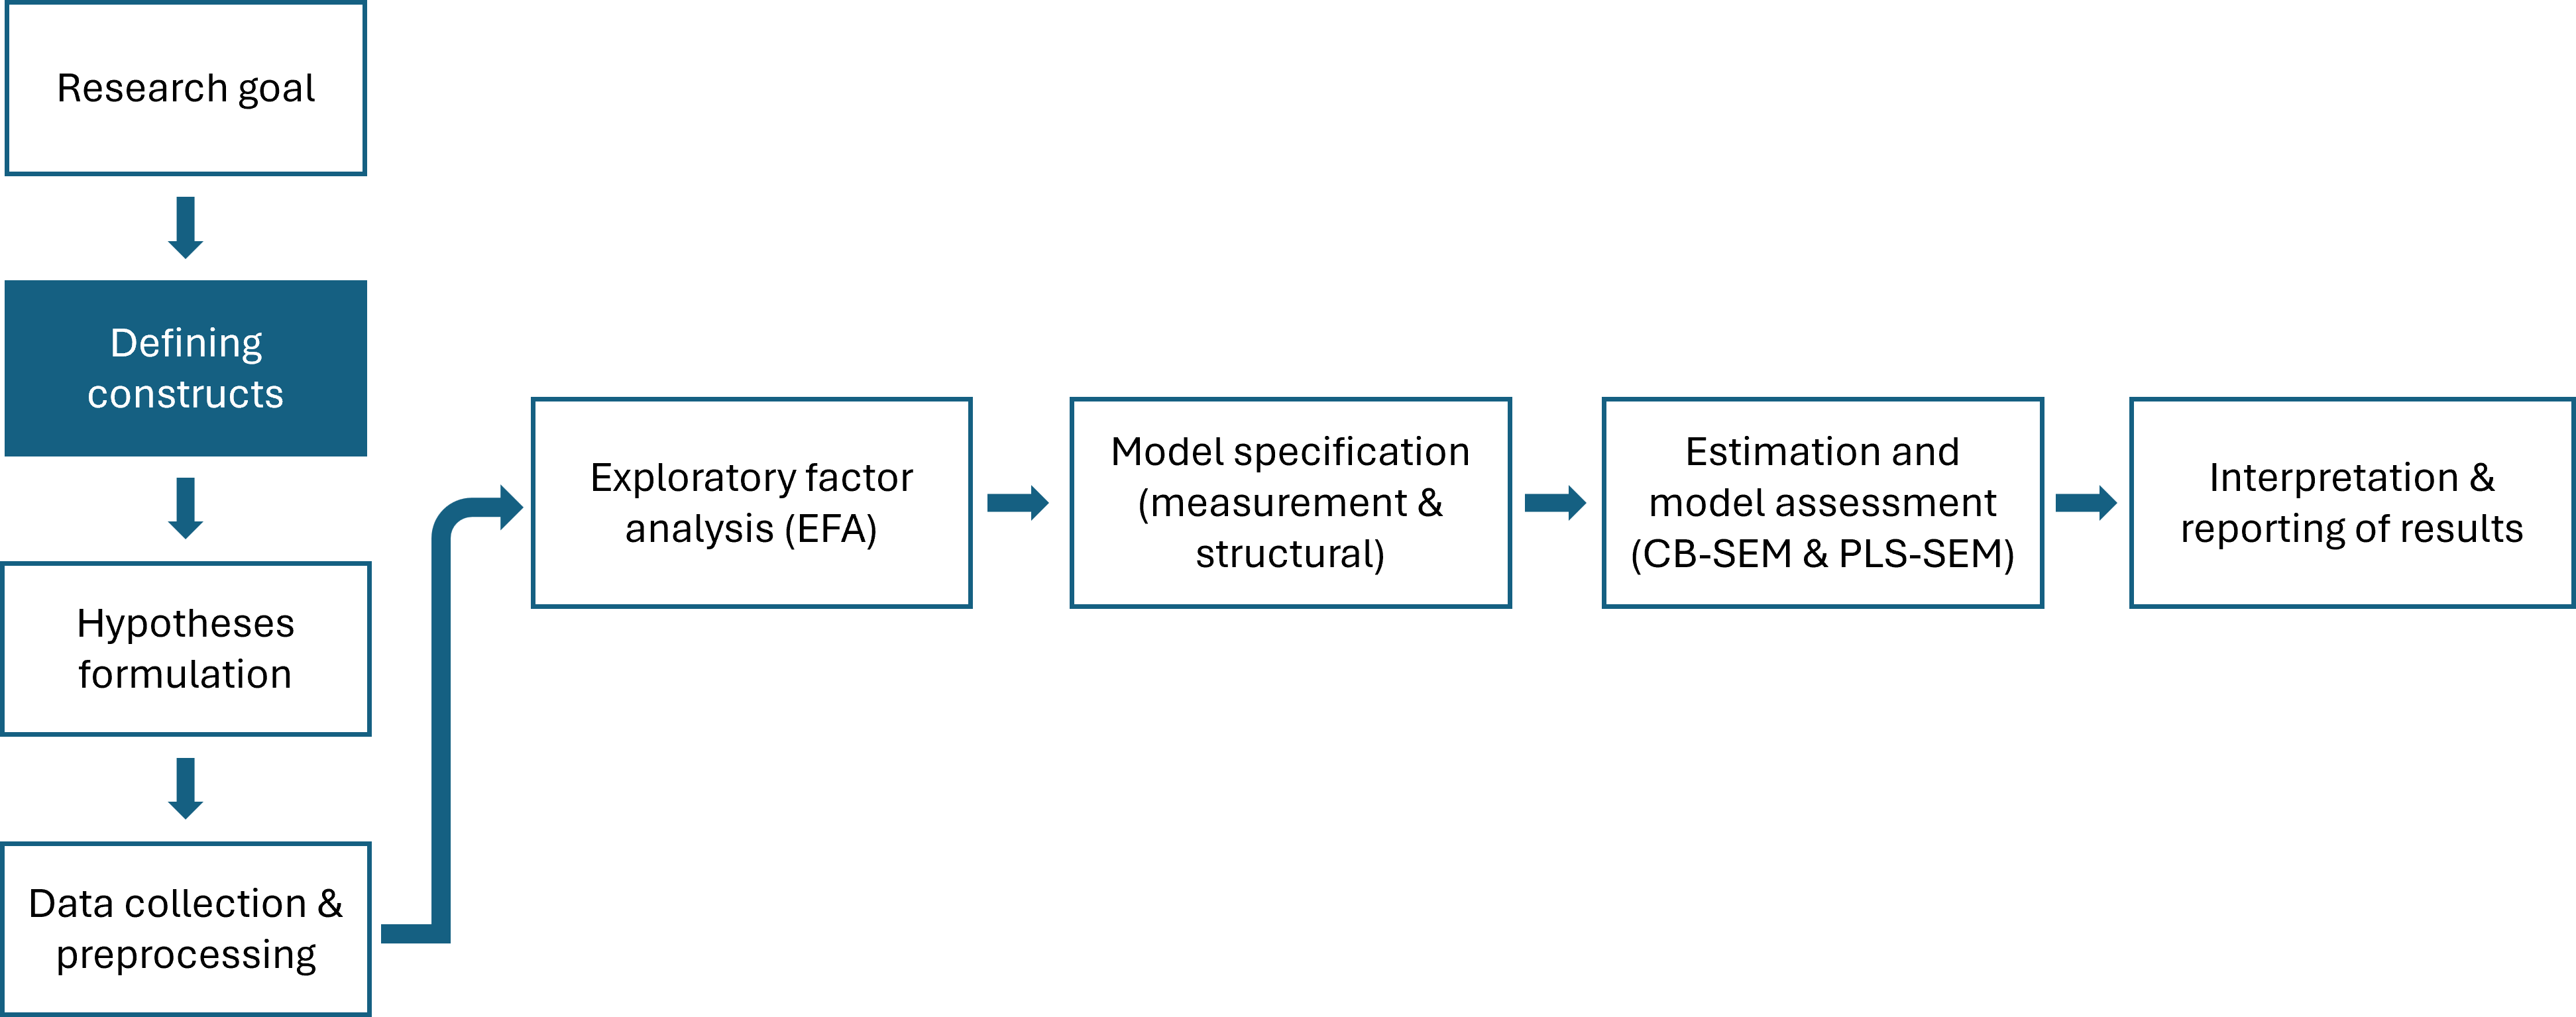 Research goal
Defining
constructs
Hypotheses
formulation
Data collection &
preprocessing
Exploratory factor
analysis (EFA)
Model specification
(measurement &
structural)
Estimation and
model assessment
(CB-SEM & PLS-SEM)
Interpretation &
reporting of results